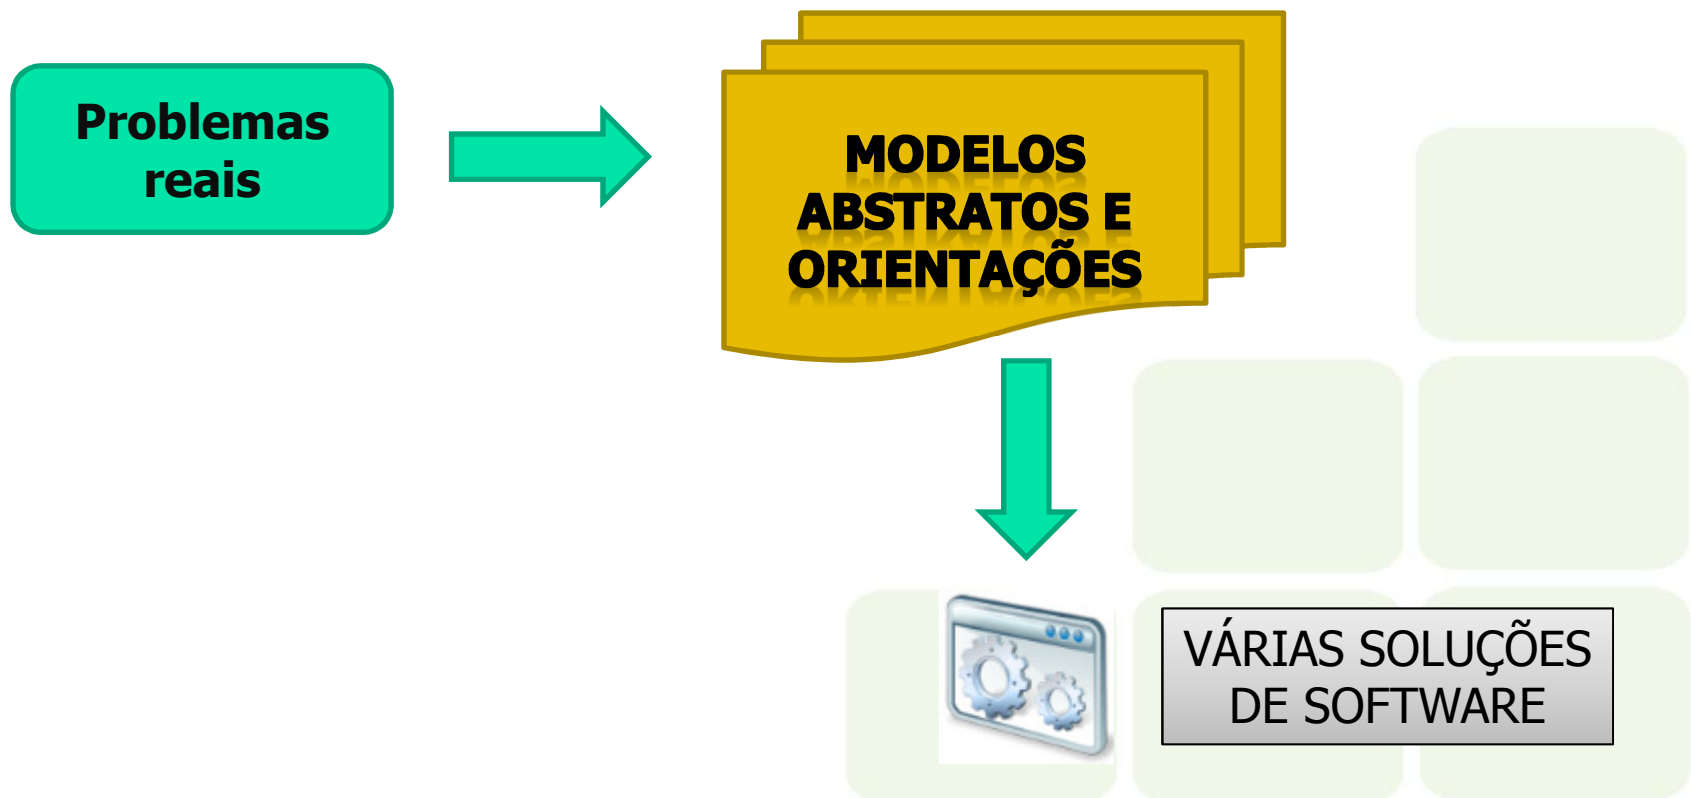 Problemas
reais
MODELOS
ABSTRATOS E
ORIENTAÇÕES
VÁRIAS SOLUÇÕES
DE SOFTWARE